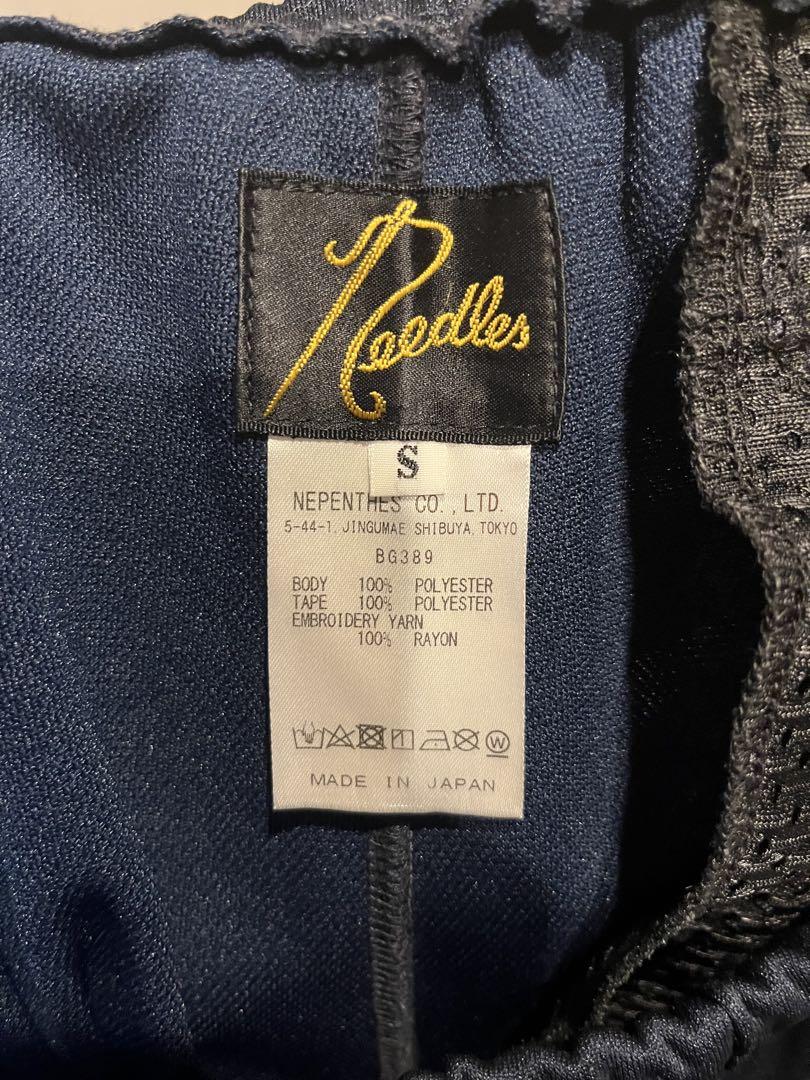 Needles
S
NEPENTHES CO.,LTD.
5-44-1,JINGUMAE SHIBUYA,TOKYO
BG389
BODY 100% POLYESTER
TAPE 100% POLYESTER
EMBROIDERY YARN
100% RAYON
W
MADE IN JAPAN